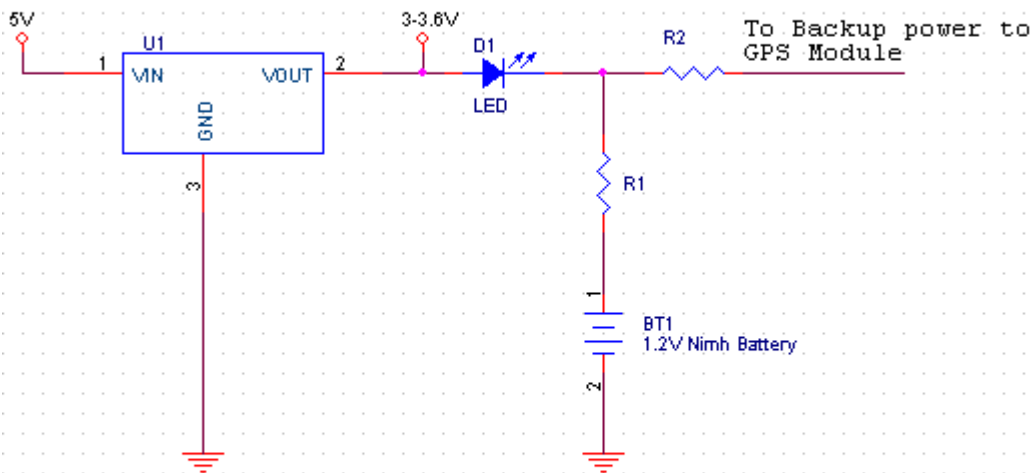 5V
3-3.6V
To Backup power to
GPS Module
U1
D1
R2
1
VIN
VOUT
2
LED
GND
3
R1
1
BT1
1.2V Nimh Battery
2